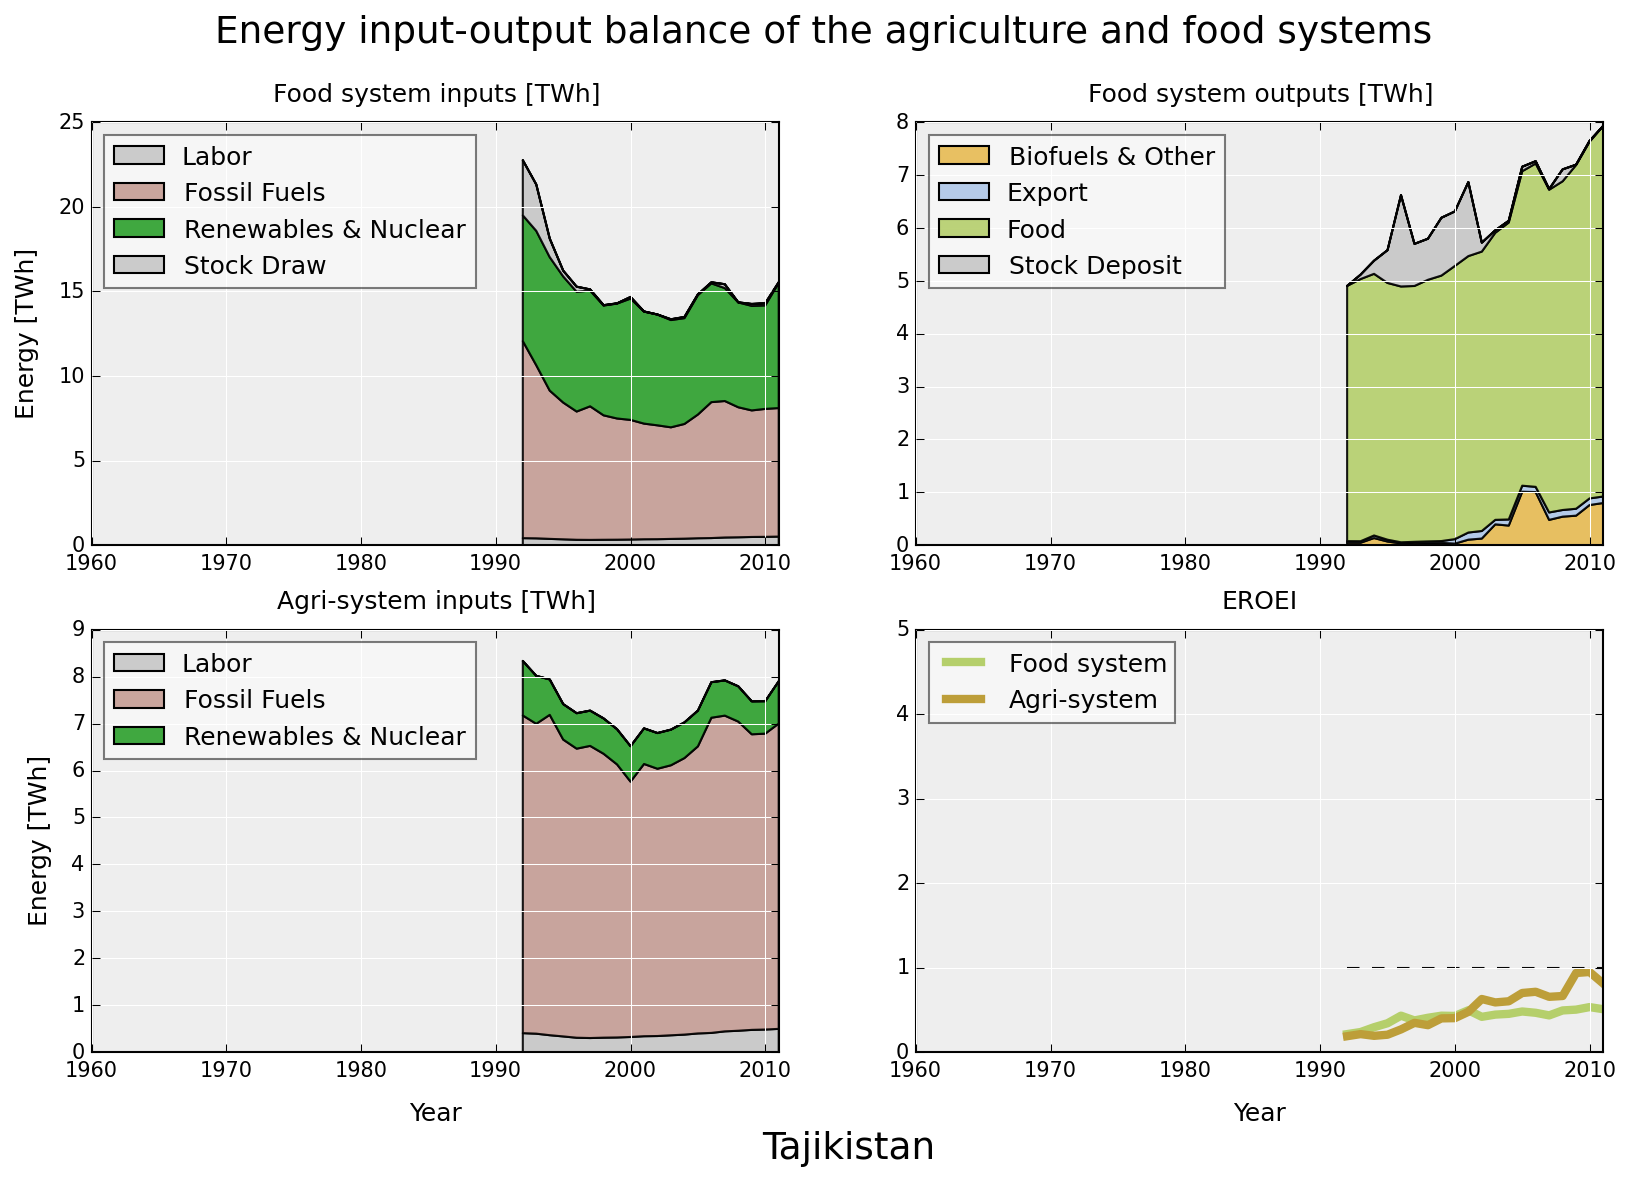 Energy input-output balance of the agriculture and food systems
Food system inputs [TWh]
Energy [TWh]
25
20
15
10
5
0
Labor
Fossil Fuels
Renewables & Nuclear
Stock Draw
1960 1970 1980 1990 2000 2010
Food system outputs [TWh]
8
7
6
5
4
3
2
1
0
Biofuels & Other
Export
Food
Stock Deposit
1960 1970 1980 1990 2000 2010
Agri-system inputs [TWh]
Energy [TWh]
9
8
7
6
5
4
3
2
1
0
Labor
Fossil Fuels
Renewables & Nuclear
1960 1970 1980 1990 2000 2010
Year
EROEI
5
4
3
2
1
0
Food system
Agri-system
1960 1970 1980 1990 2000 2010
Year
Tajikistan